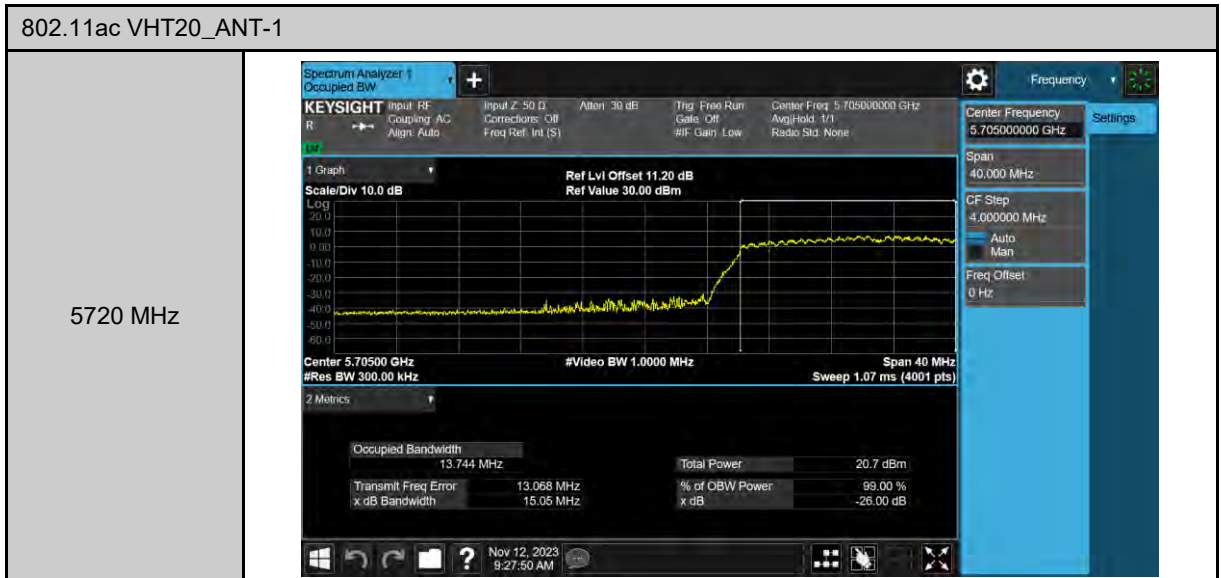 802.11ac VHT20_ANT-1
5720 MHz
Spectrum Analyzer 1
Occupied BW
Frequency
KEYSIGHT Input: RF
R
Coupling: AC
Align: Auto
Input Z: 50 Ω
Corrections: Off
Freq Ref: Int (S)
Atten: 30 dB
Trig: Free Run
Gate: Off
#IF Gain: Low
Center Freq: 5.705000000 GHz
Avg|Hold: 1/1
Radio Std: None
1 Graph
Scale/Div 10.0 dB
Ref Lvl Offset 11.20 dB
Ref Value 30.00 dBm
Log
20.0
10.0
0.00
-10.0
-20.0
-30.0
-40.0
-50.0
-60.0
Center 5.70500 GHz
#Res BW 300.00 kHz
#Video BW 1.0000 MHz
Span 40 MHz
Sweep 1.07 ms (4001 pts)
2 Metrics
Occupied Bandwidth
13.744 MHz
Transmit Freq Error 13.068 MHz
x dB Bandwidth 15.05 MHz
Total Power 20.7 dBm
% of OBW Power 99.00 %
x dB -26.00 dB
Center Frequency
5.705000000 GHz
Settings
Span
40.000 MHz
CF Step
4.000000 MHz
Auto
Man
Freq Offset
0 Hz
?
Nov 12, 2023
9:27:50 AM